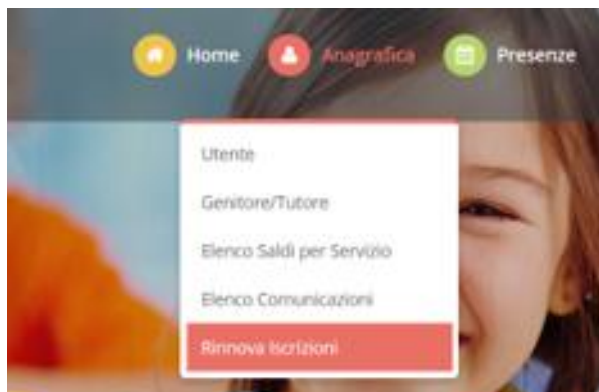 Home Anagrafica Presenze
Utente
Genitore/Tutore
Elenco Saldi per Servizio
Elenco Comunicazioni
Rinnova Iscrizioni